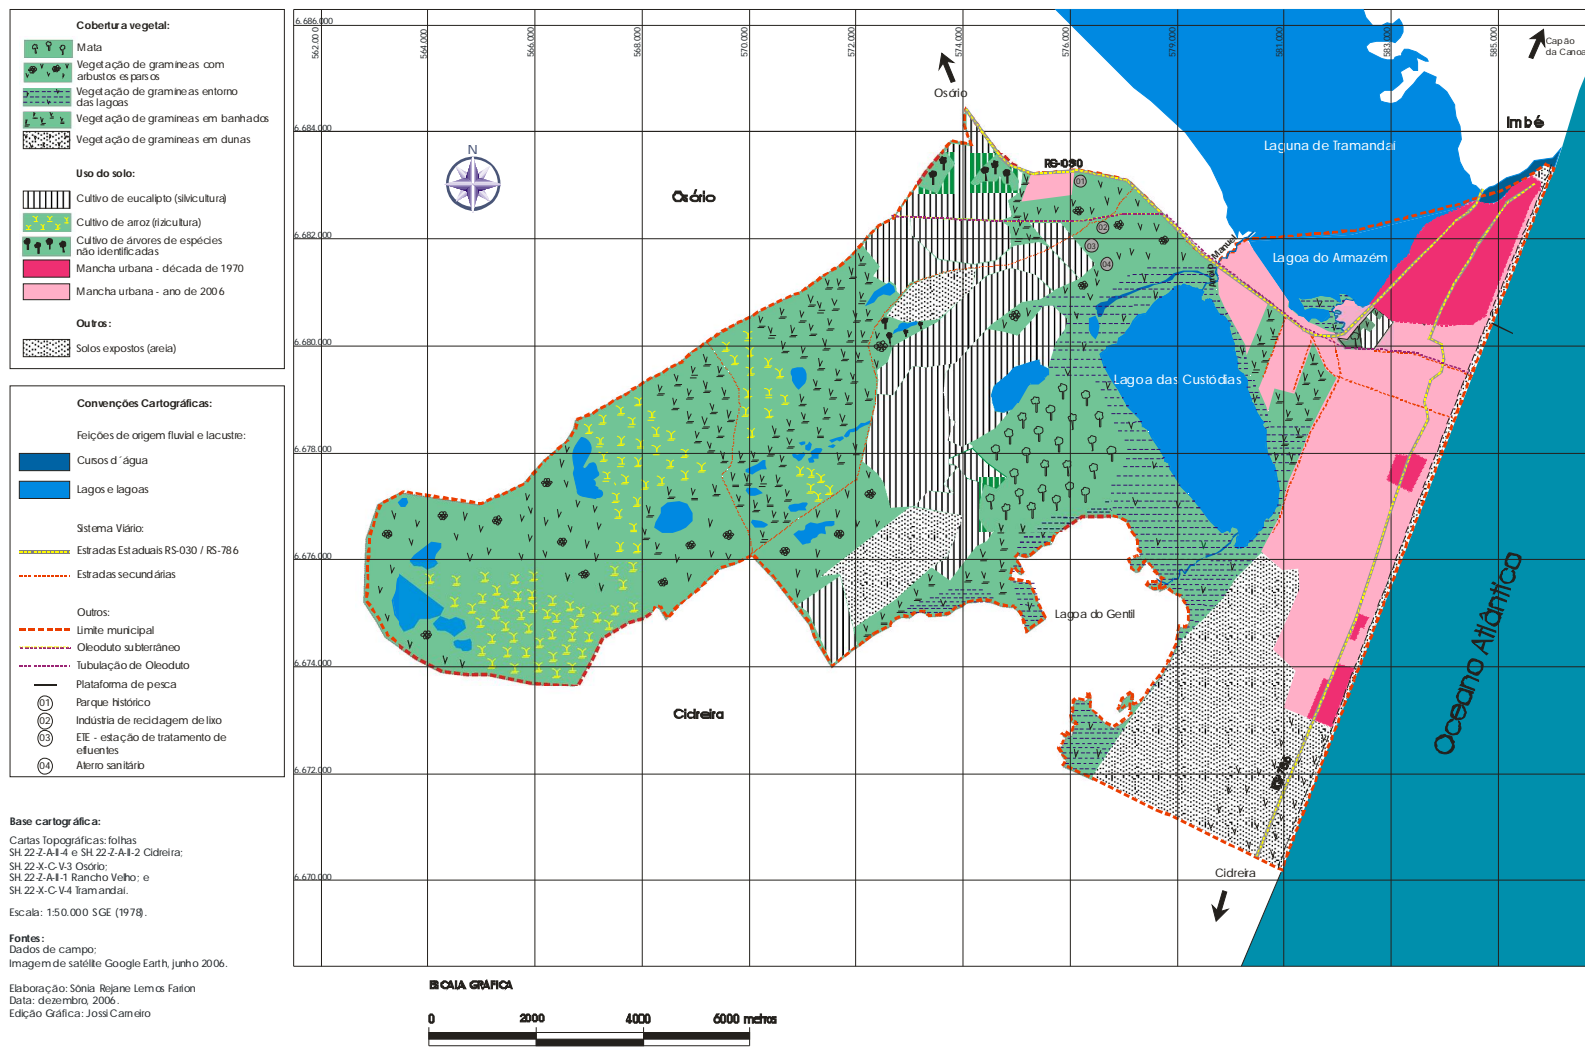 Cobertura vegetal:
Mata
Vegetação de gramíneas com
arbustos esparsos
Vegetação de gramíneas entorno
das lagoas
Vegetação de gramíneas em banhados
Vegetação de gramíneas em dunas
Uso do solo:
Cultivo de eucalipto (silvicultura)
Cultivo de arroz (rizicultura)
Cultivo de árvores de espécies
não identificadas
Mancha urbana - década de 1970
Mancha urbana - ano de 2006
Outros:
Solos expostos (areia)
Convenções Cartográficas:
Feições de origem fluvial e lacustre:
Cursos d´água
Lagos e lagoas
Sistema Viário:
Estradas Estaduais RS-030 / RS-786
Estradas secundárias
Outros:
Limite municipal
Oleoduto subterrâneo
Tubulação de Oleoduto
Plataforma de pesca
01 Parque histórico
02 Indústria de reciclagem de lixo
03 ETE - estação de tratamento de
efluentes
04 Aterro sanitário
Base cartográfica:
Cartas Topográficas: folhas
SH.22-Z-A-II-4 e SH.22-Z-A-II-2 Cidreira;
SH.22-X-C-V-3 Osório;
SH.22-Z-A-II-1 Rancho Velho; e
SH.22-X-C-V-4 Tramandaí.
Escala: 1:50.000 SGE (1978).
Fontes:
Dados de campo;
Imagem de satélite Google Earth, junho 2006.
Elaboração: Sônia Rejane Lemos Farion
Data: dezembro, 2006.
Edição Gráfica: Jossi Carneiro
6.686.000
6.684.000
6.682.000
6.680.000
6.678.000
6.676.000
6.674.000
6.672.000
6.670.000
562.000
564.000
566.000
568.000
570.000
572.000
574.000
576.000
579.000
581.000
583.000
585.000
N
Osório
Osório
RS-030
01
02
03
04
Capão
da Canoa
Imbé
Laguna de Tramandaí
Lagoa do Armazém
Manuel
Lagoa das Custódias
Lagoa do Gentil
Oceano Atlântica
Cidreira
RS-786
Cidreira
ESCALA GRÁFICA
0 2000 4000 6000 metros